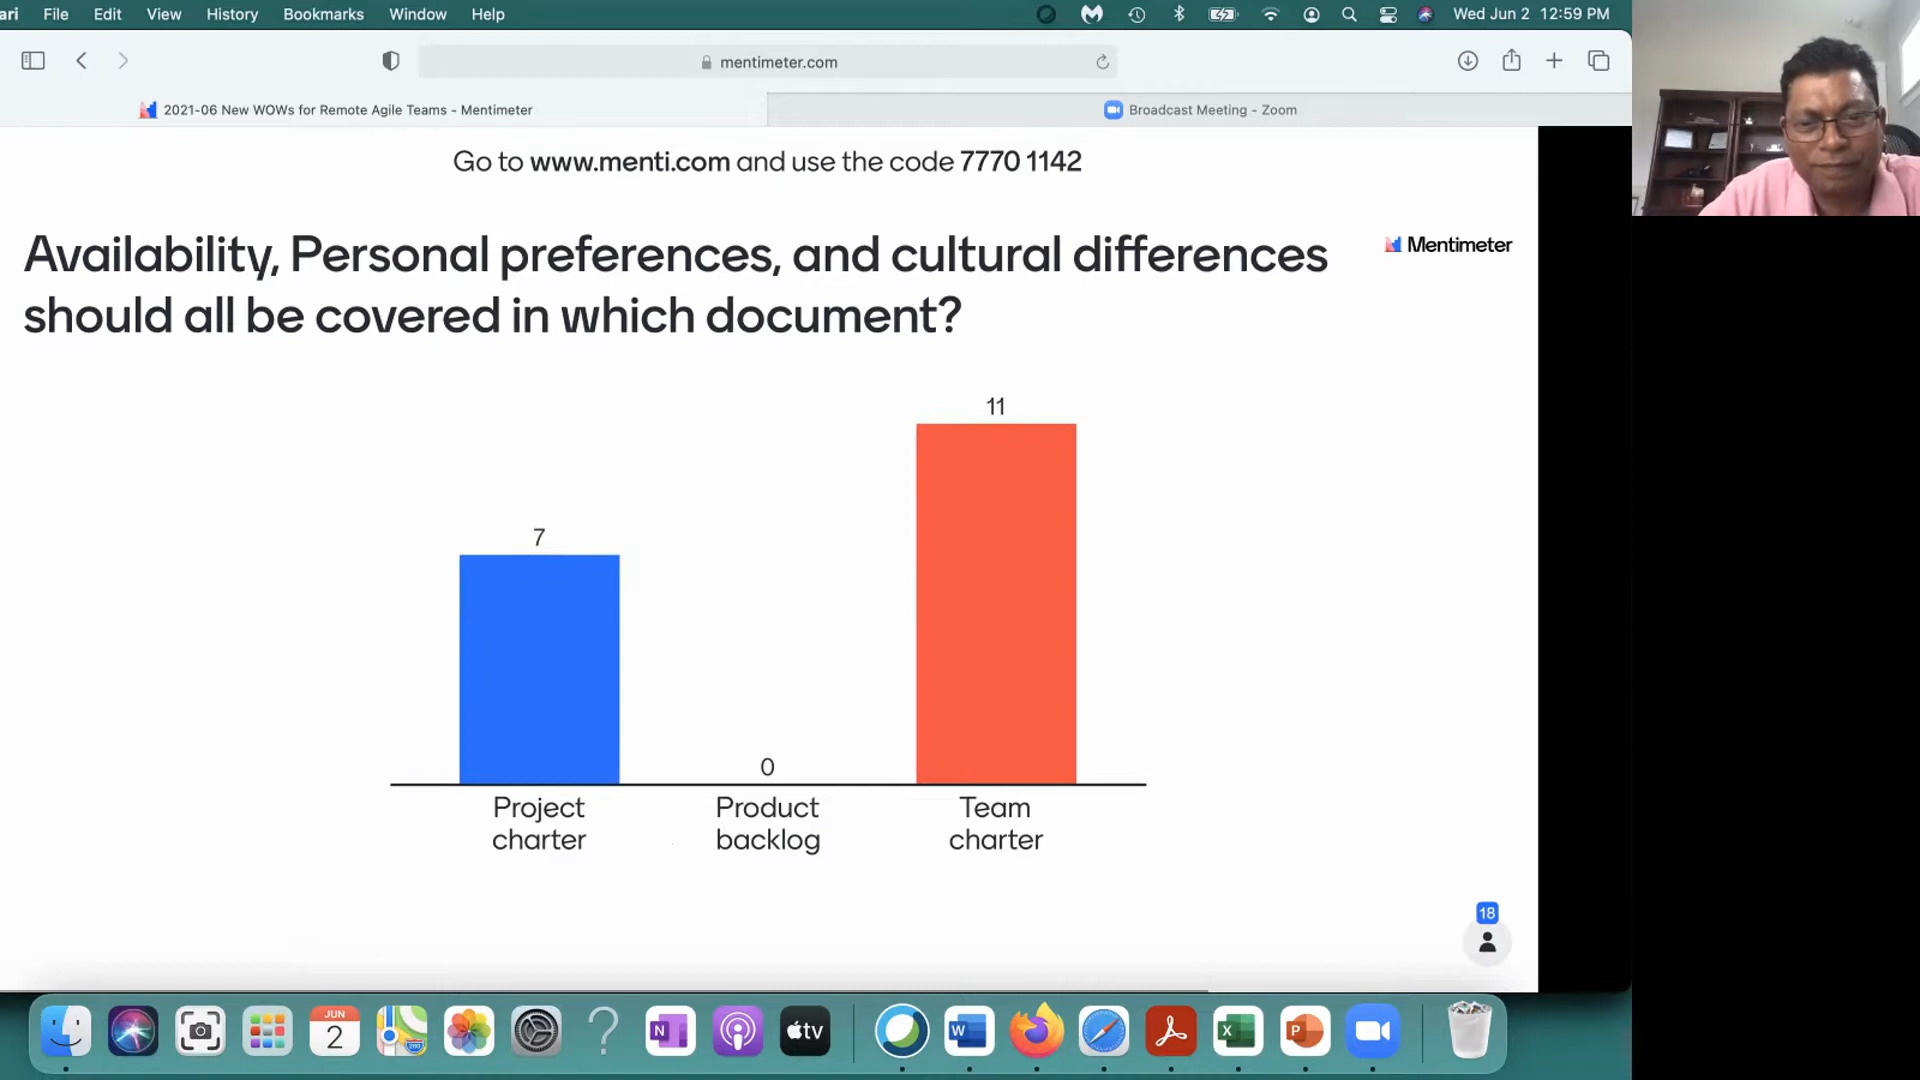 ari File Edit View History Bookmarks Window Help Wed Jun 2 12:59 PM
mentimeter.com
2021-06 New WOWs for Remote Agile Teams - Mentimeter
Broadcast Meeting - Zoom
Go to www.menti.com and use the code 7770 1142
Availability, Personal preferences, and cultural differences
should all be covered in which document?
Mentimeter
11
7
0
Project
charter
Product
backlog
Team
charter
18
JUN
2
N
tv
W
X
P